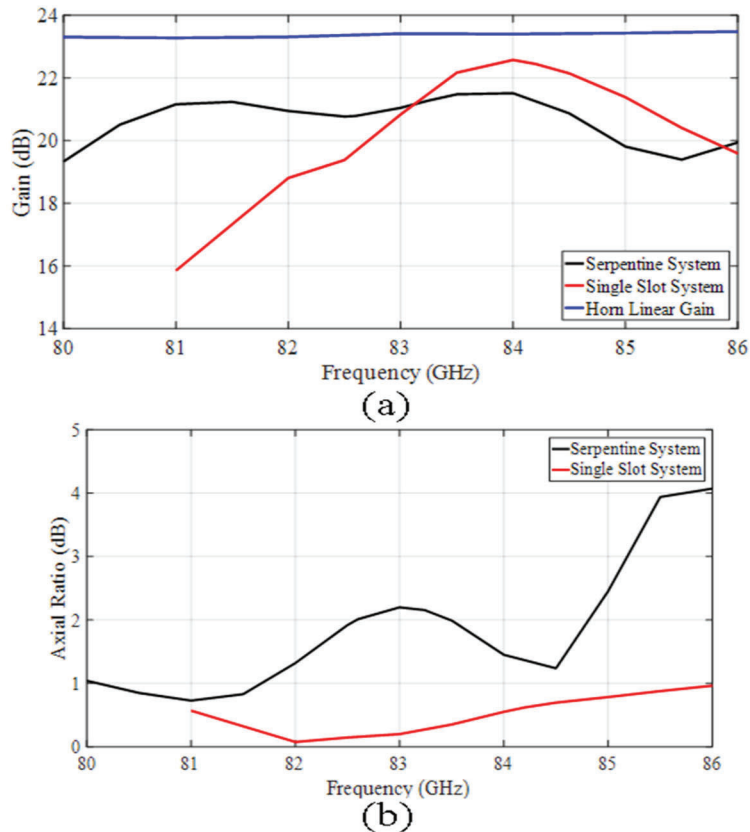 24
22
20
18
16
14
Gain (dB)
Serpentine System
Single Slot System
Horn Linear Gain
80 81 82 83 84 85 86
Frequency (GHz)
(a)
5
4
3
2
1
0
Axial Ratio (dB)
Serpentine System
Single Slot System
80 81 82 83 84 85 86
Frequency (GHz)
(b)